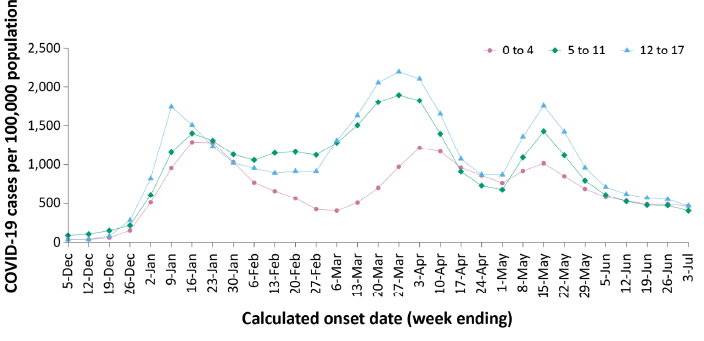 COVID-19 cases per 100,000 population
0 to 4
5 to 11
12 to 17
2,500
2,000
1,500
1,000
500
0
5-Dec
12-Dec
19-Dec
26-Dec
2-Jan
9-Jan
16-Jan
23-Jan
30-Jan
6-Feb
13-Feb
20-Feb
27-Feb
6-Mar
13-Mar
20-Mar
27-Mar
3-Apr
10-Apr
17-Apr
24-Apr
1-May
8-May
15-May
22-May
29-May
5-Jun
12-Jun
19-Jun
26-Jun
3-Jul
Calculated onset date (week ending)